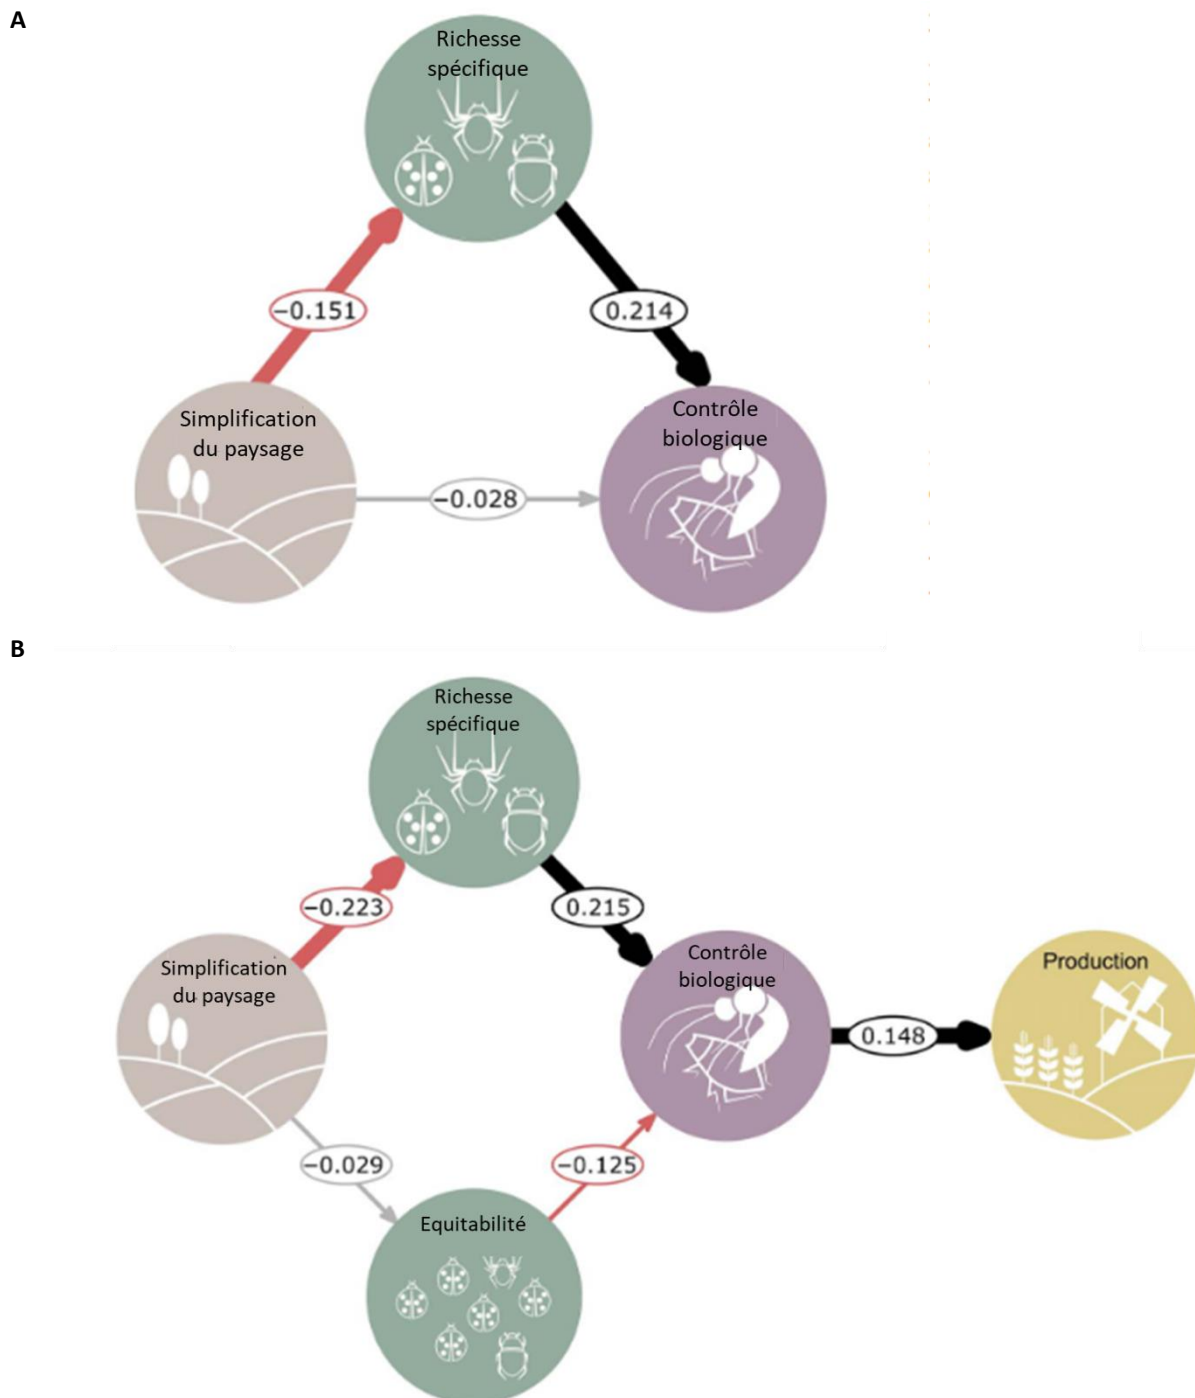 A
Richesse
spécifique
−0.151
0.214
Simplification
du paysage
−0.028
Contrôle
biologique
B
Richesse
spécifique
−0.223
0.215
Simplification
du paysage
Contrôle
biologique
Production
0.148
−0.029
−0.125
Equitabilité